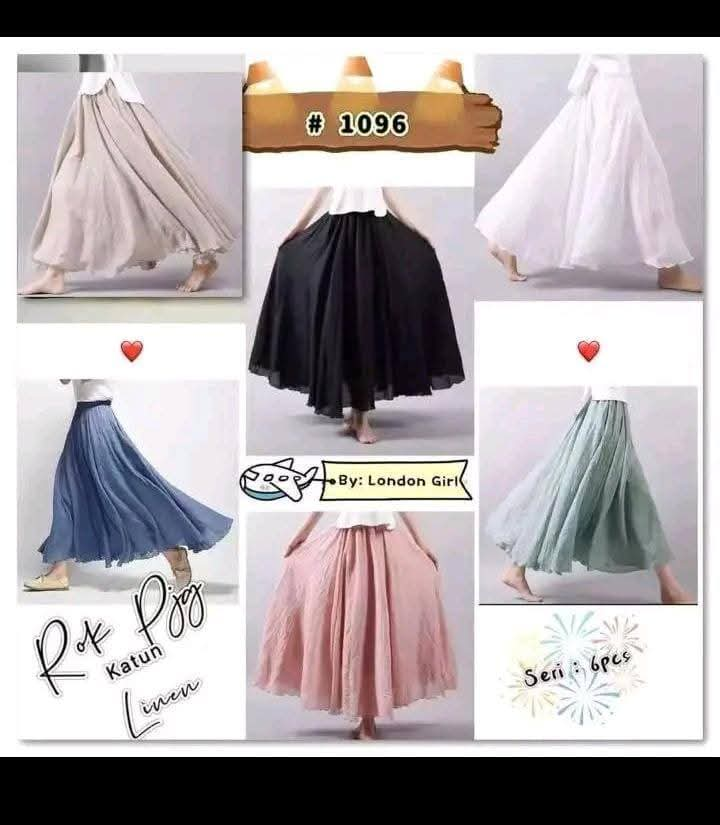 # 1096
By: London Girl
Rok Pjg
Katun
Linen
Seri : 6pcs